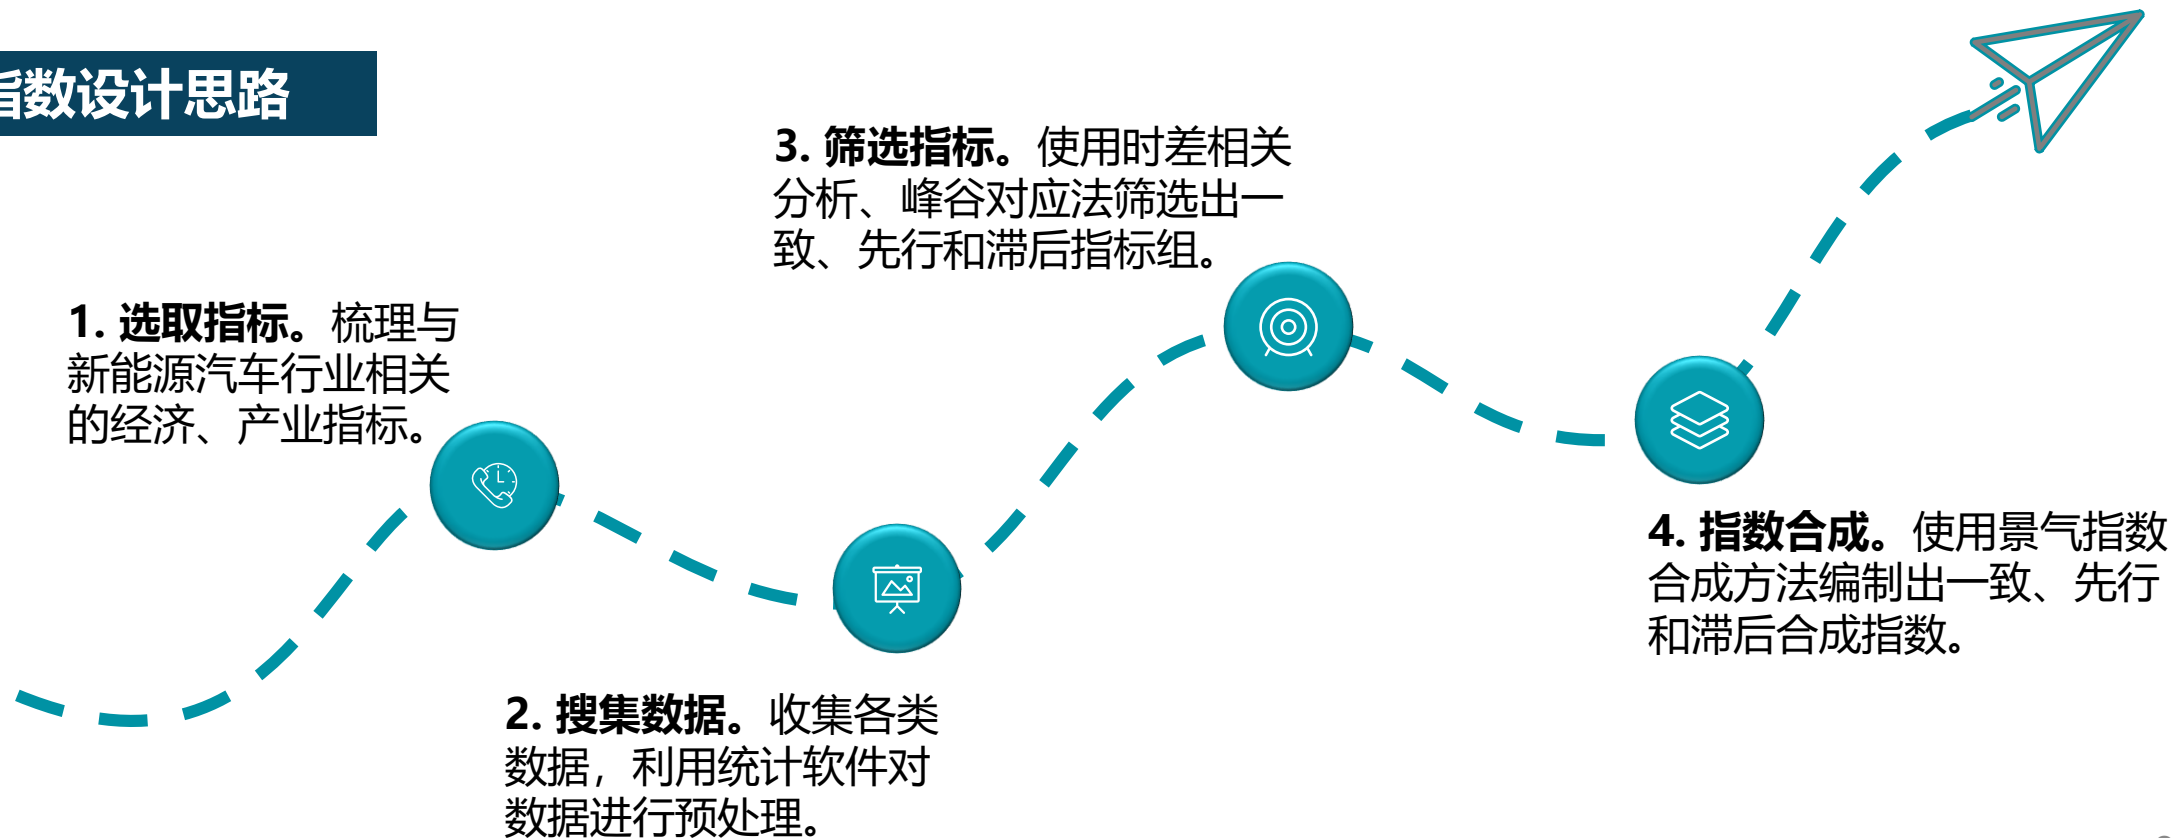 指数设计思路
1. 选取指标。梳理与
新能源汽车行业相关
的经济、产业指标。
2. 搜集数据。收集各类
数据，利用统计软件对
数据进行预处理。
3. 筛选指标。使用时差相关
分析、峰谷对应法筛选出一
致、先行和滞后指标组。
4. 指数合成。使用景气指数
合成方法编制出一致、先行
和滞后合成指数。